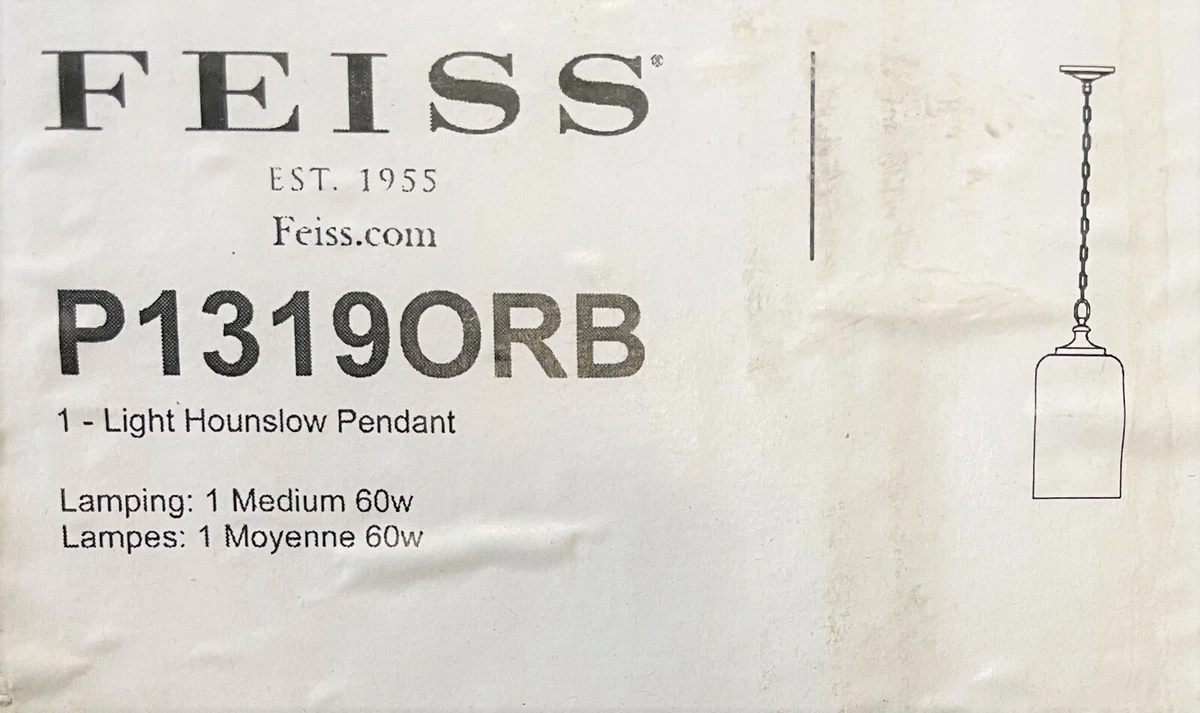 FEISS®
EST. 1955
Feiss.com
P1319ORB
1 - Light Hounslow Pendant
Lamping: 1 Medium 60w
Lampes: 1 Moyenne 60w